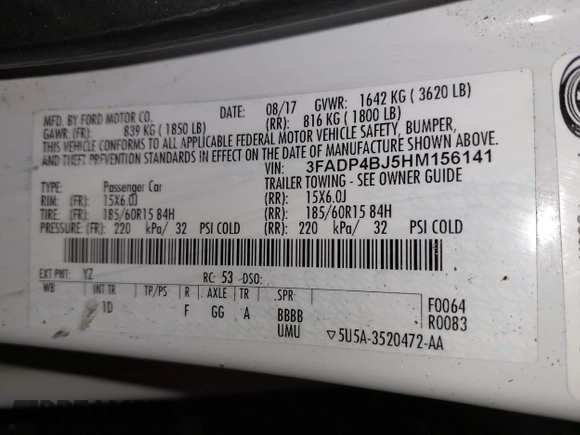 MFD. BY FORD MOTOR CO. DATE: 08/17 GVWR: 1642 KG ( 3620 LB)
GAWR: (FR): 839 KG ( 1850 LB) (RR): 816 KG ( 1800 LB)
THIS VEHICLE CONFORMS TO ALL APPLICABLE FEDERAL MOTOR VEHICLE SAFETY, BUMPER,
AND THEFT PREVENTION STANDARDS IN EFFECT ON THE DATE OF MANUFACTURE SHOWN ABOVE.
VIN: 3FADP4BJ5HM156141
TYPE: Passenger Car TRAILER TOWING - SEE OWNER GUIDE
RIM: (FR): 15X6.0J (RR): 15X6.0J
TIRE: (FR): 185/60R15 84H (RR): 185/60R15 84H
PRESSURE: (FR): 220 kPa/ 32 PSI COLD (RR): 220 kPa/ 32 PSI COLD
EXT PNT: YZ RC: 53 DSO:
WB INT TR TP/PS R AXLE TR SPR
1D F GG A BBBB
UMU
F0064
R0083
▽5U5A-3520472-AA